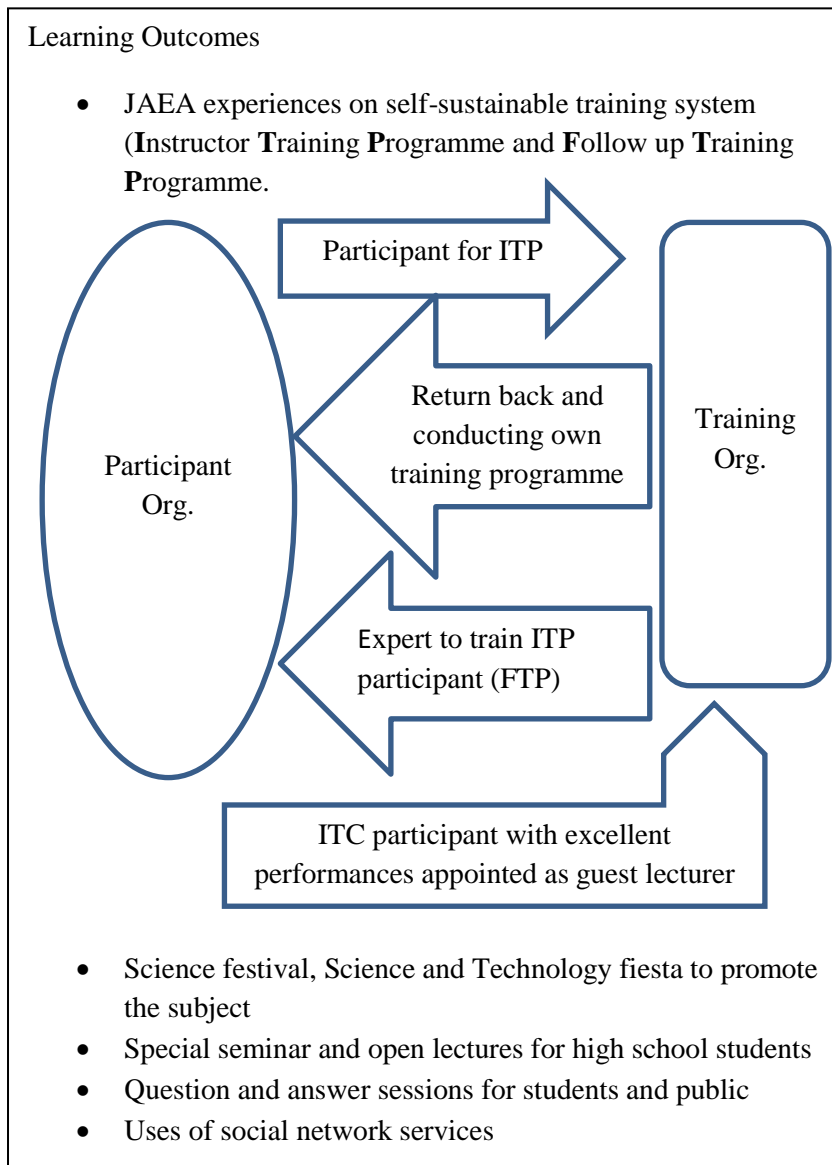 Learning Outcomes
• JAEA experiences on self-sustainable training system
(Instructor Training Programme and Follow up Training
Programme.
Participant for ITP
Return back and
conducting own
training programme
Training
Org.
Participant
Org.
Expert to train ITP
participant (FTP)
ITC participant with excellent
performances appointed as guest lecturer
• Science festival, Science and Technology fiesta to promote
the subject
• Special seminar and open lectures for high school students
• Question and answer sessions for students and public
• Uses of social network services